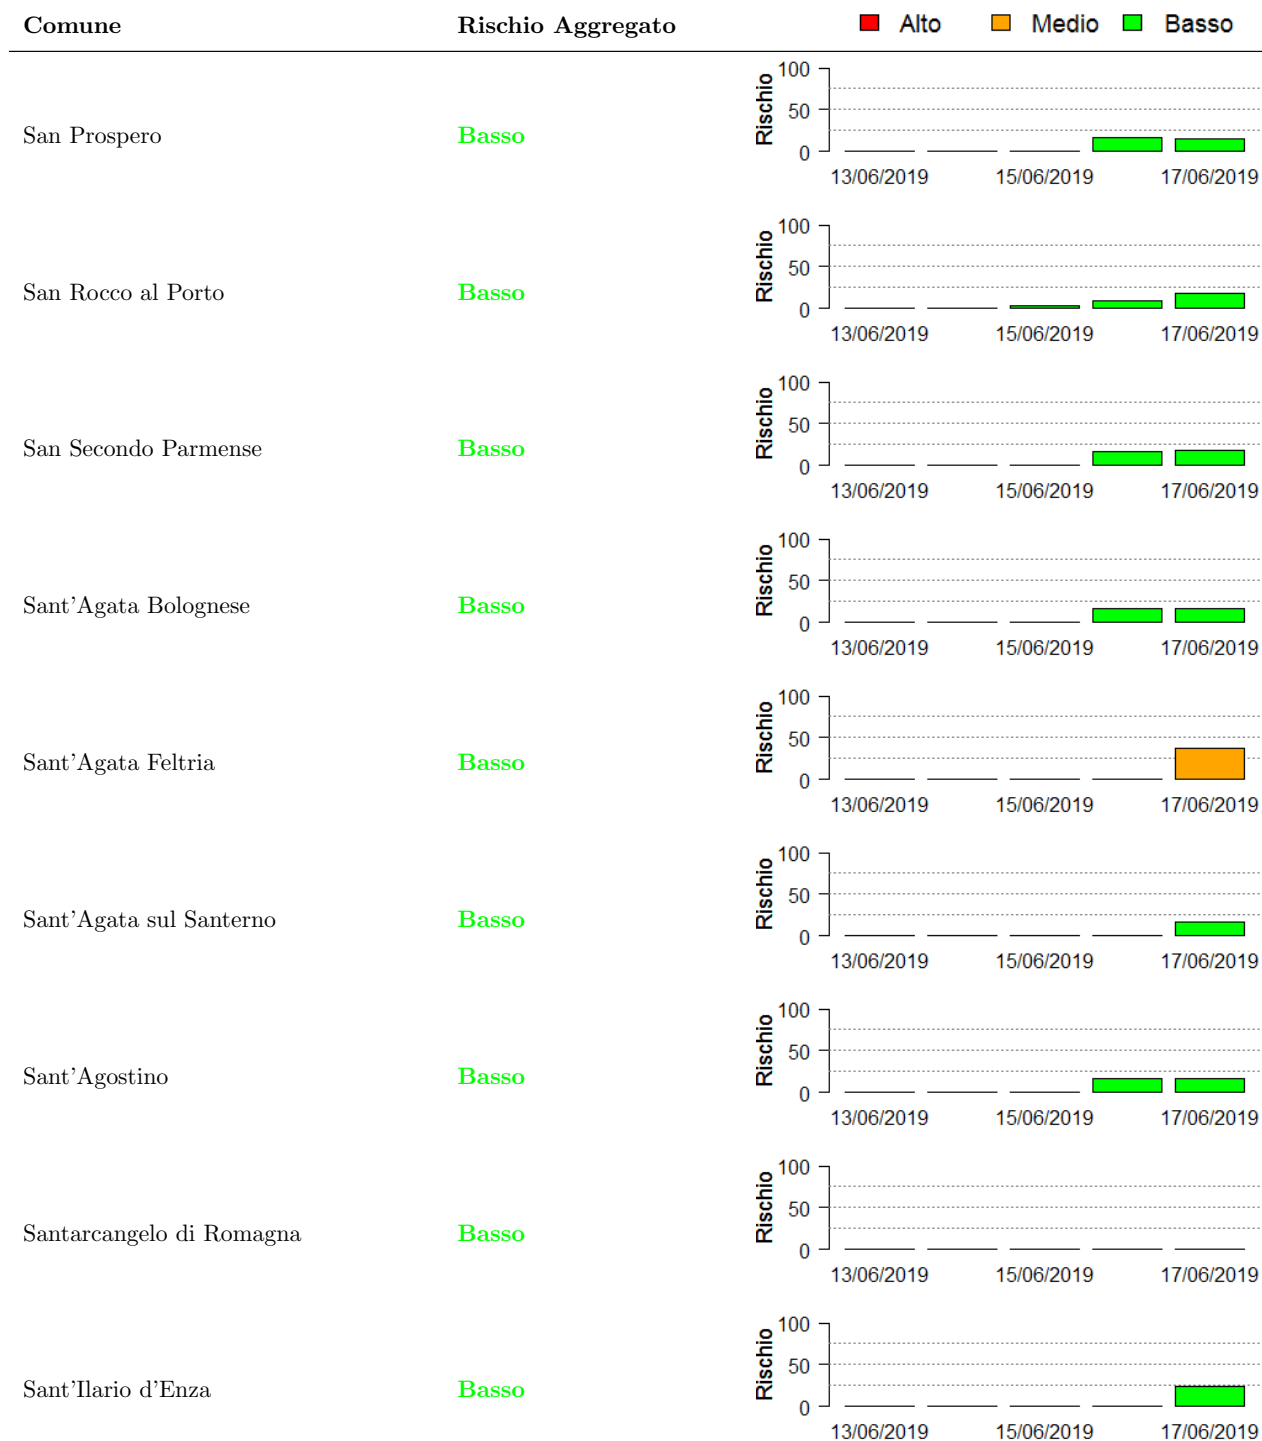 Comune Rischio Aggregato Alto Medio Basso
San Prospero Basso Rischio 100 50 0
13/06/2019 15/06/2019 17/06/2019
San Rocco al Porto Basso Rischio 100 50 0
13/06/2019 15/06/2019 17/06/2019
San Secondo Parmense Basso Rischio 100 50 0
13/06/2019 15/06/2019 17/06/2019
Sant'Agata Bolognese Basso Rischio 100 50 0
13/06/2019 15/06/2019 17/06/2019
Sant'Agata Feltria Basso Rischio 100 50 0
13/06/2019 15/06/2019 17/06/2019
Sant'Agata sul Santerno Basso Rischio 100 50 0
13/06/2019 15/06/2019 17/06/2019
Sant'Agostino Basso Rischio 100 50 0
13/06/2019 15/06/2019 17/06/2019
Santarcangelo di Romagna Basso Rischio 100 50 0
13/06/2019 15/06/2019 17/06/2019
Sant'Ilario d'Enza Basso Rischio 100 50 0
13/06/2019 15/06/2019 17/06/2019